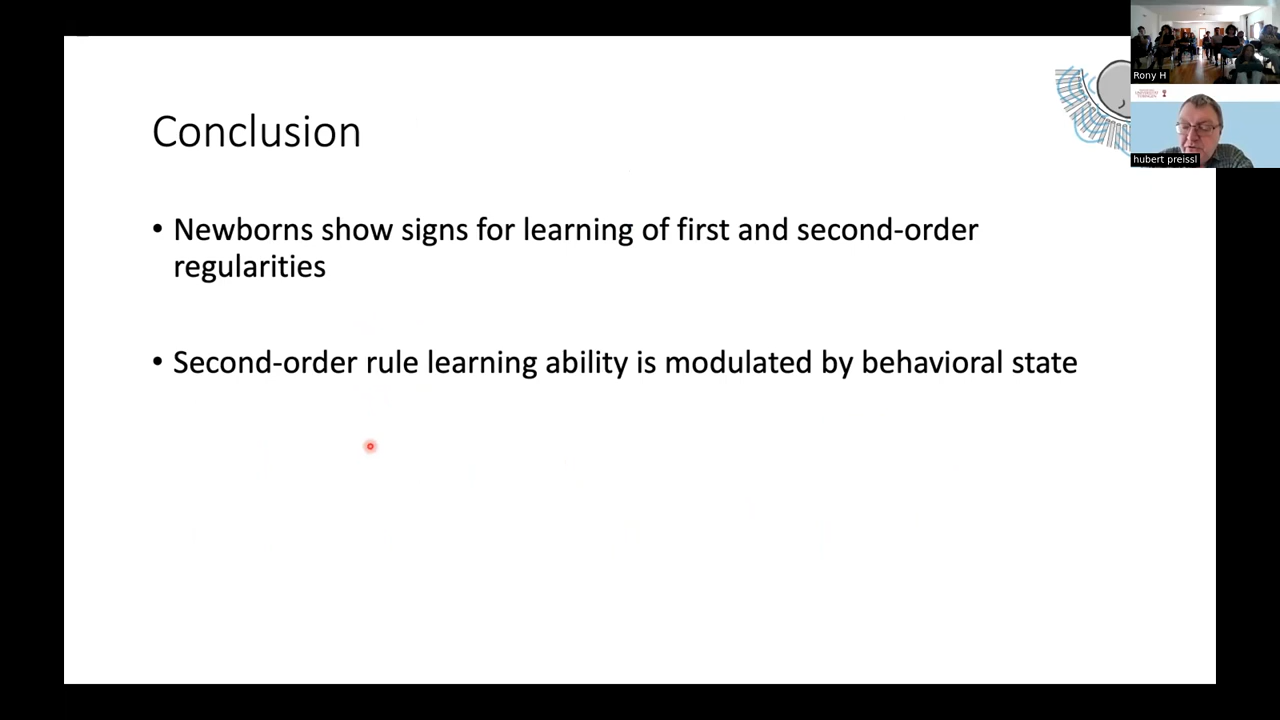 Conclusion
• Newborns show signs for learning of first and second-order
regularities
• Second-order rule learning ability is modulated by behavioral state
Rony H
hubert preissl